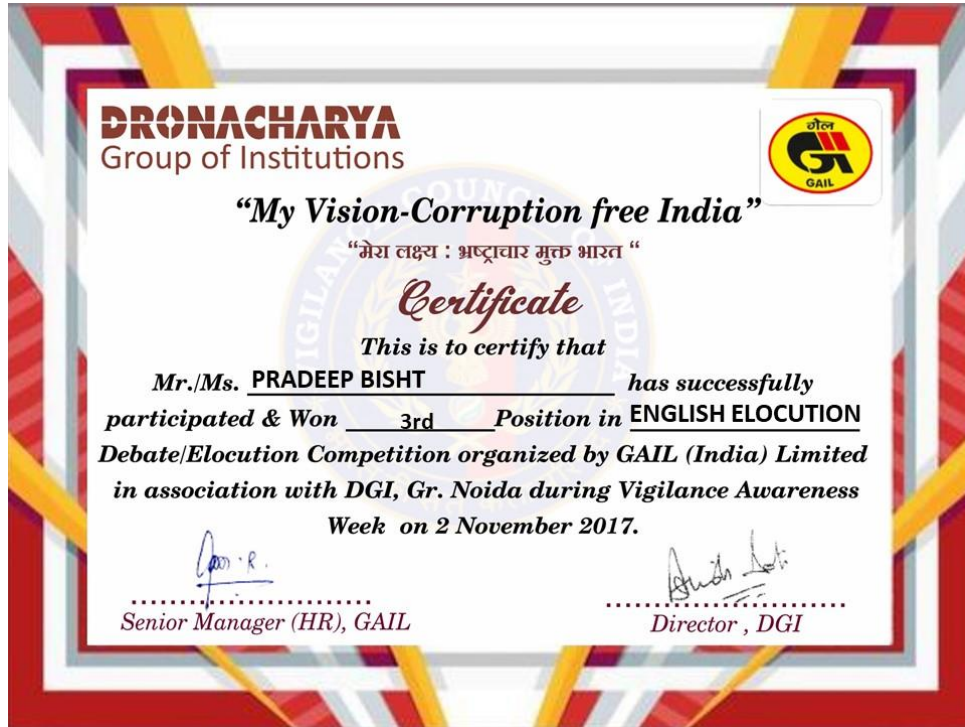 DRONACHARYA
Group of Institutions
गेल
GAIL
“My Vision-Corruption free India”
“मेरा लक्ष्य : भ्रष्ट्राचार मुक्त भारत “
Certificate
This is to certify that
Mr./Ms. PRADEEP BISHT has successfully
participated & Won 3rd Position in ENGLISH ELOCUTION
Debate/Elocution Competition organized by GAIL (India) Limited
in association with DGI, Gr. Noida during Vigilance Awareness
Week on 2 November 2017.
Senior Manager (HR), GAIL
Director , DGI